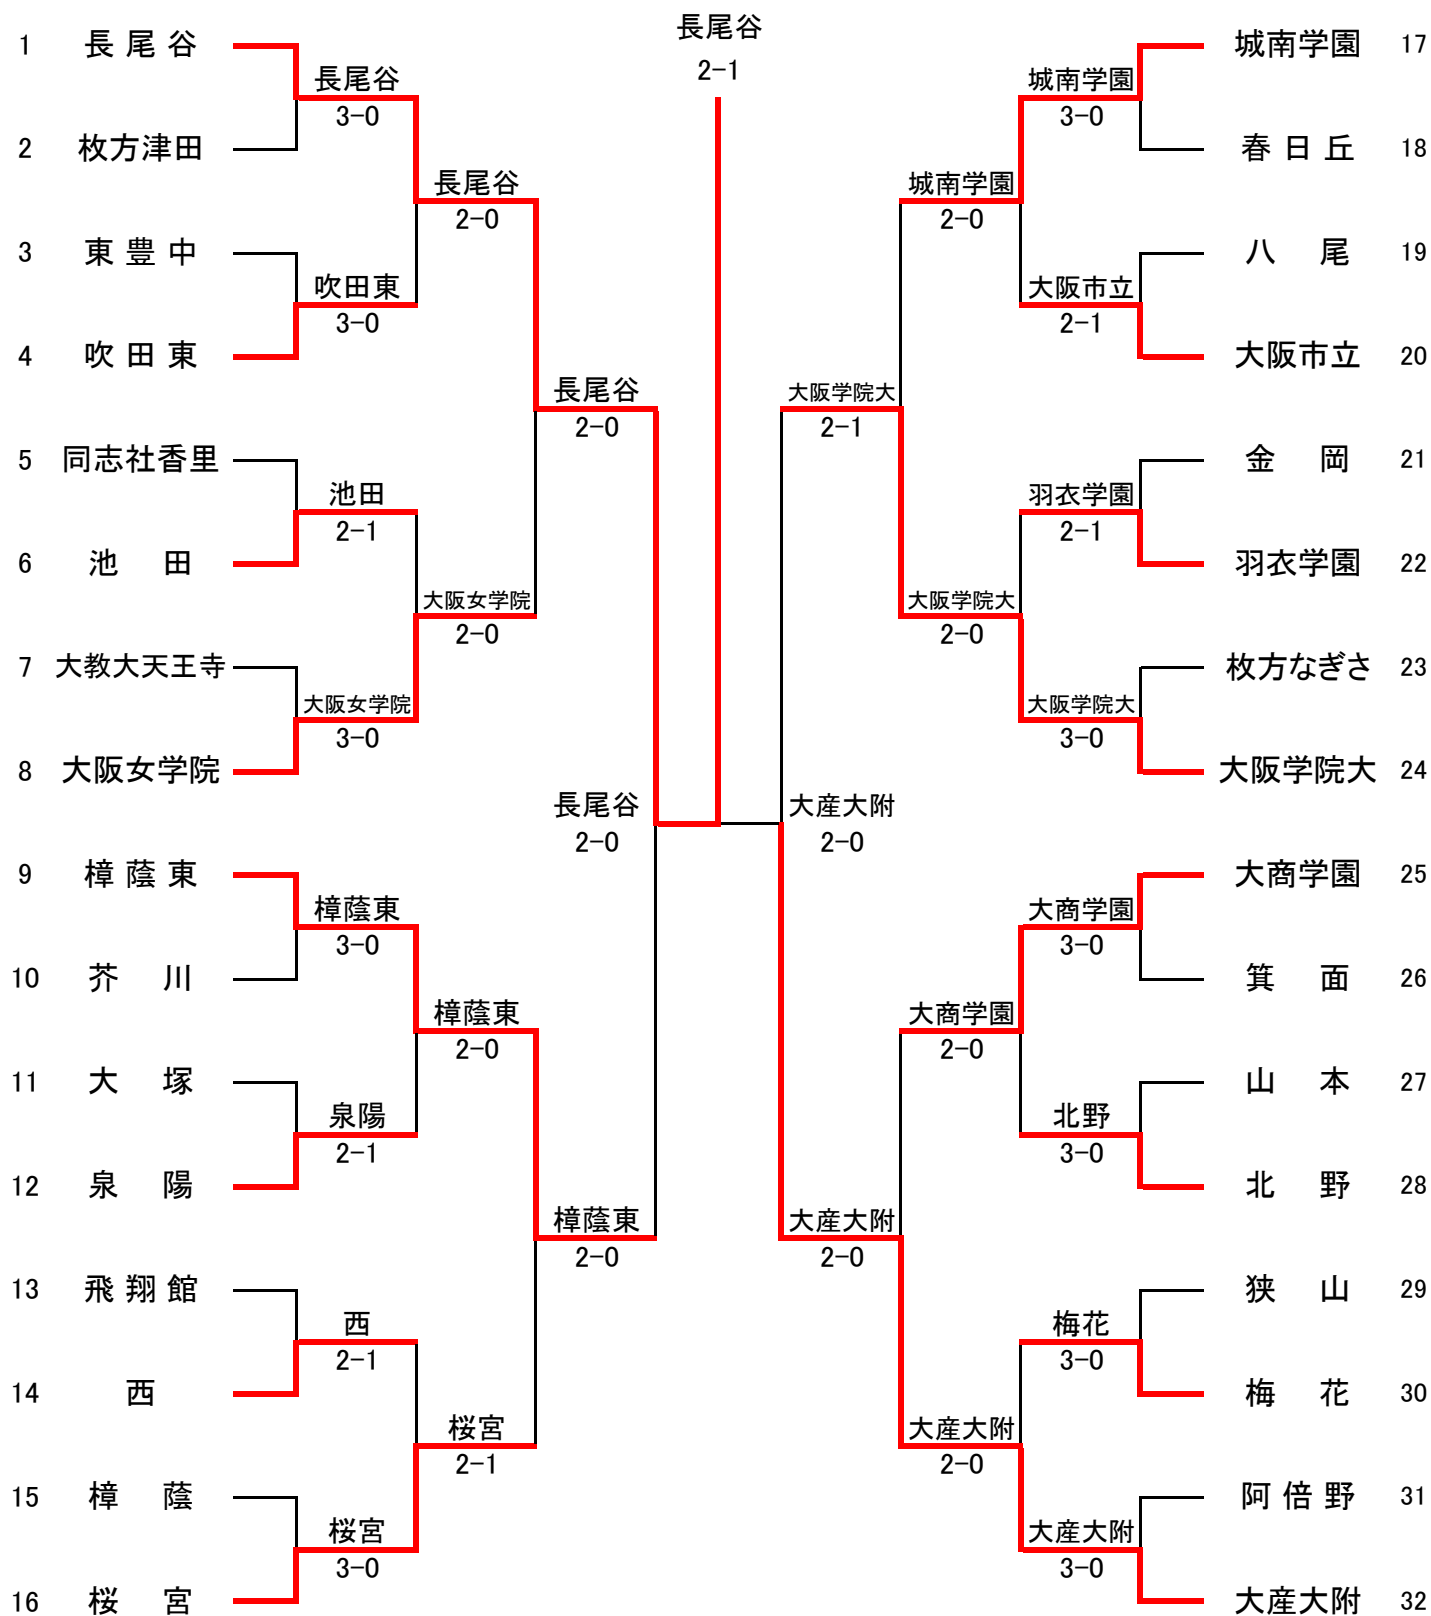 長尾谷
2-1
1 長尾谷
長尾谷
3-0
2 枚方津田
長尾谷
2-0
3 東豊中
吹田東
3-0
4 吹田東
長尾谷
2-0
5 同志社香里
池田
2-1
6 池田
大阪女学院
2-0
7 大教大天王寺
大阪女学院
3-0
8 大阪女学院
長尾谷
2-0
9 樟蔭東
樟蔭東
3-0
10 芥川
樟蔭東
2-0
11 大塚
泉陽
2-1
12 泉陽
樟蔭東
2-0
13 飛翔館
西
2-1
14 西
桜宮
2-1
15 樟蔭
桜宮
3-0
16 桜宮
城南学園 17
城南学園
3-0
春日丘 18
城南学園
2-0
八尾 19
大阪市立
2-1
大阪市立 20
大阪学院大
2-1
金岡 21
羽衣学園
2-1
羽衣学園 22
大阪学院大
2-0
枚方なぎさ 23
大阪学院大
3-0
大阪学院大 24
大産大附
2-0
大商学園 25
大商学園
3-0
箕面 26
大商学園
2-0
山本 27
北野
3-0
北野 28
大産大附
2-0
狭山 29
梅花
3-0
梅花 30
大産大附
2-0
阿倍野 31
大産大附
3-0
大産大附 32